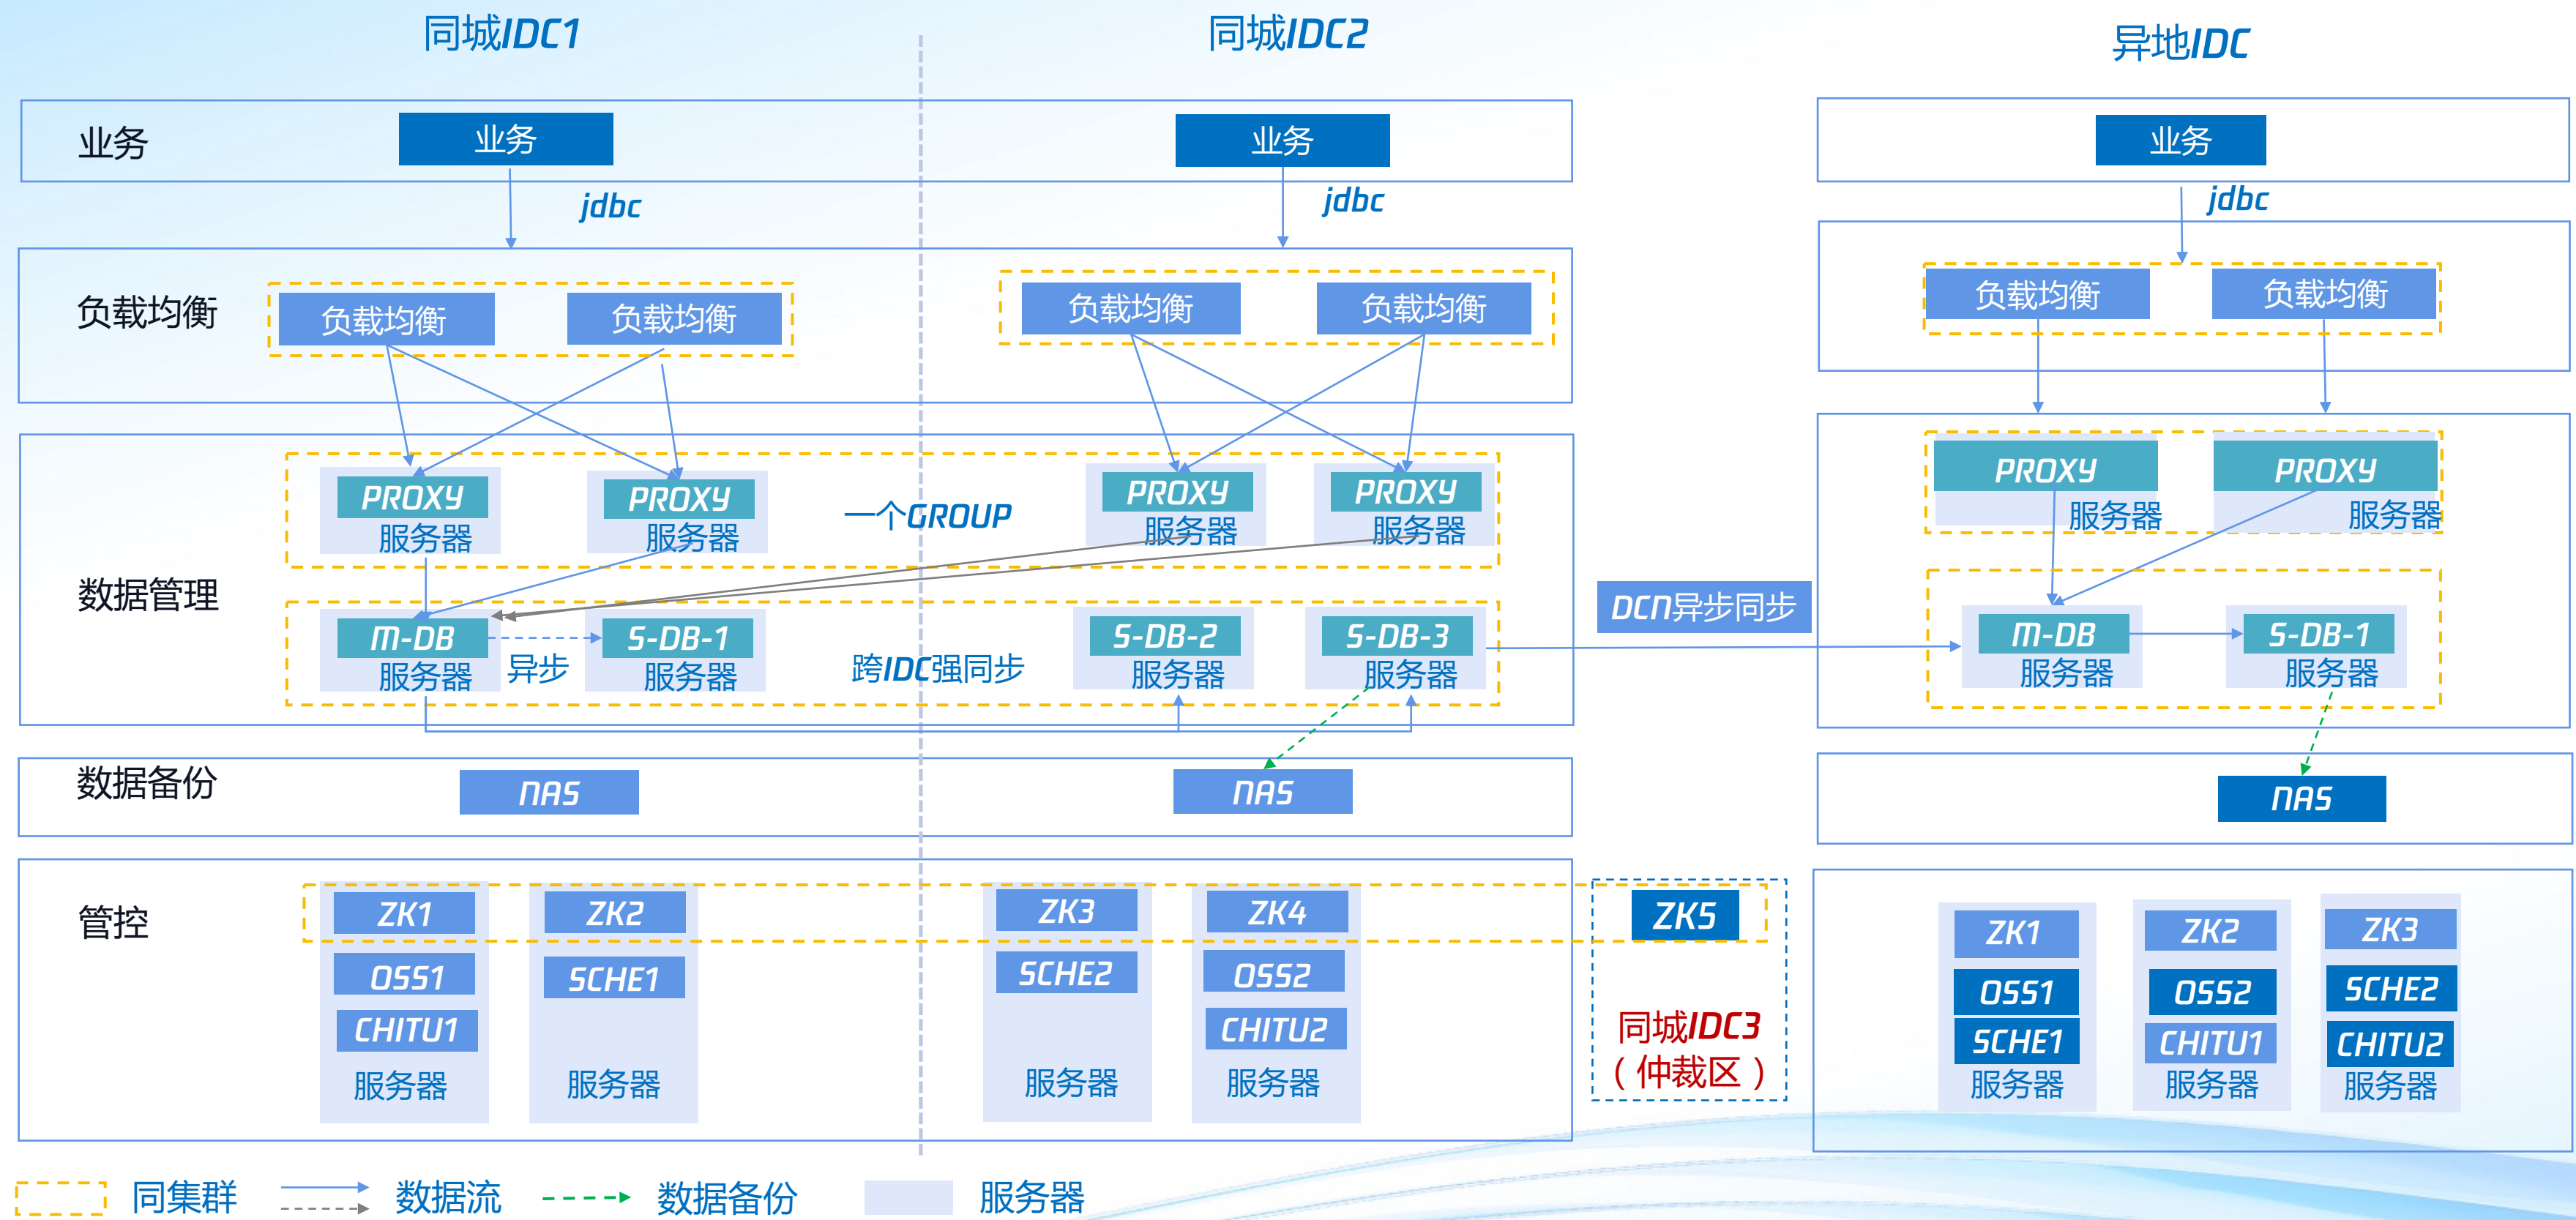 同城IDC1
同城IDC2
异地IDC
业务
业务
业务
业务
jdbc
jdbc
jdbc
负载均衡
负载均衡
负载均衡
负载均衡
负载均衡
负载均衡
负载均衡
数据管理
PROXY
服务器
PROXY
服务器
一个GROUP
PROXY
服务器
PROXY
服务器
PROXY
服务器
PROXY
服务器
M-DB
服务器
异步
S-DB-1
服务器
跨IDC强同步
S-DB-2
服务器
S-DB-3
服务器
DCN异步同步
M-DB
服务器
S-DB-1
服务器
数据备份
NAS
NAS
NAS
管控
ZK1
OSS1
CHITU1
服务器
ZK2
SCHE1
服务器
ZK3
SCHE2
服务器
ZK4
OSS2
CHITU2
服务器
ZK5
同城IDC3
（仲裁区）
ZK1
OSS1
SCHE1
服务器
ZK2
OSS2
CHITU1
服务器
ZK3
SCHE2
CHITU2
服务器
同集群
数据流
数据备份
服务器